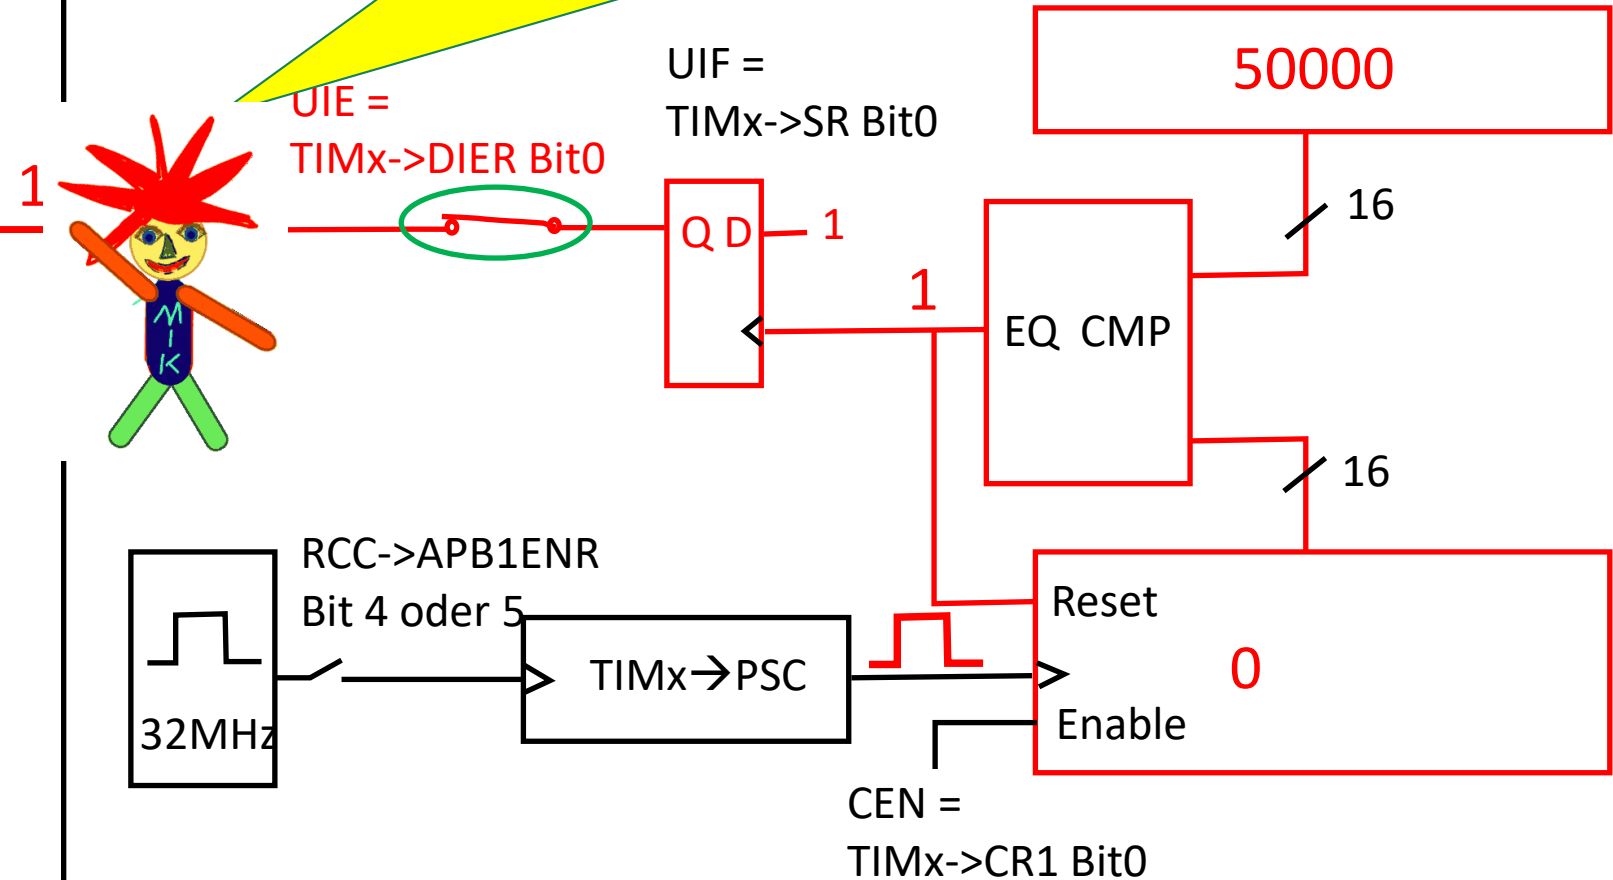 50000
UIF =
TIMx->SR Bit0
UIE =
TIMx->DIER Bit0
1
16
Q D
1
1
EQ CMP
M
I
K
16
RCC->APB1ENR
Bit 4 oder 5
Reset
TIMx→PSC
0
32MHz
Enable
CEN =
TIMx->CR1 Bit0